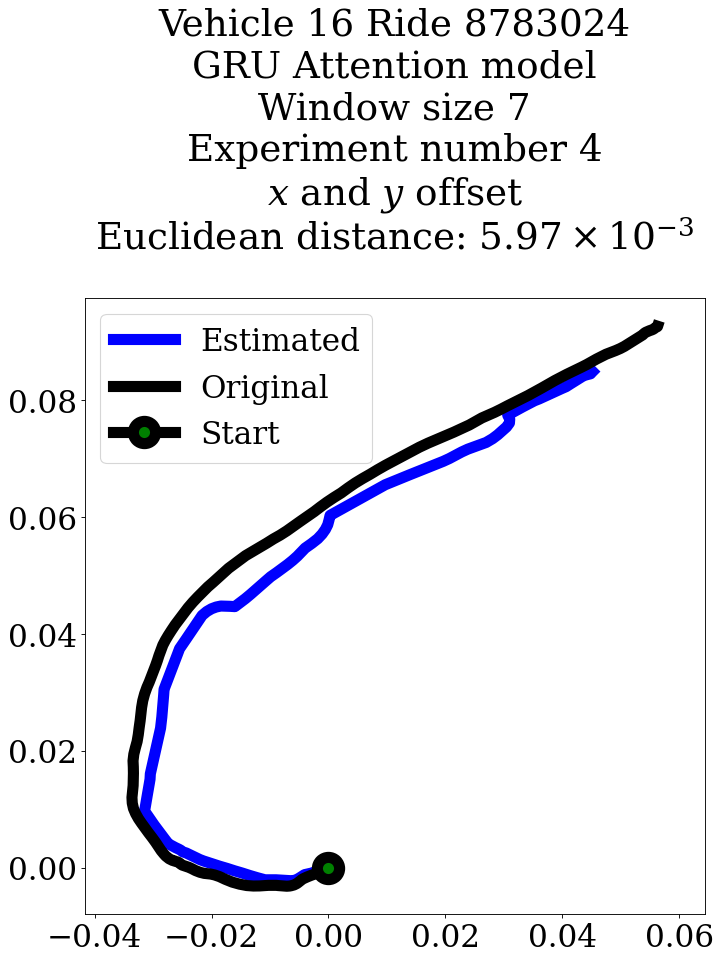 Vehicle 16 Ride 8783024
GRU Attention model
Window size 7
Experiment number 4
x and y offset
Euclidean distance: 5.97 × 10⁻³
Estimated
Original
Start
0.08
0.06
0.04
0.02
0.00
−0.04 −0.02 0.00 0.02 0.04 0.06